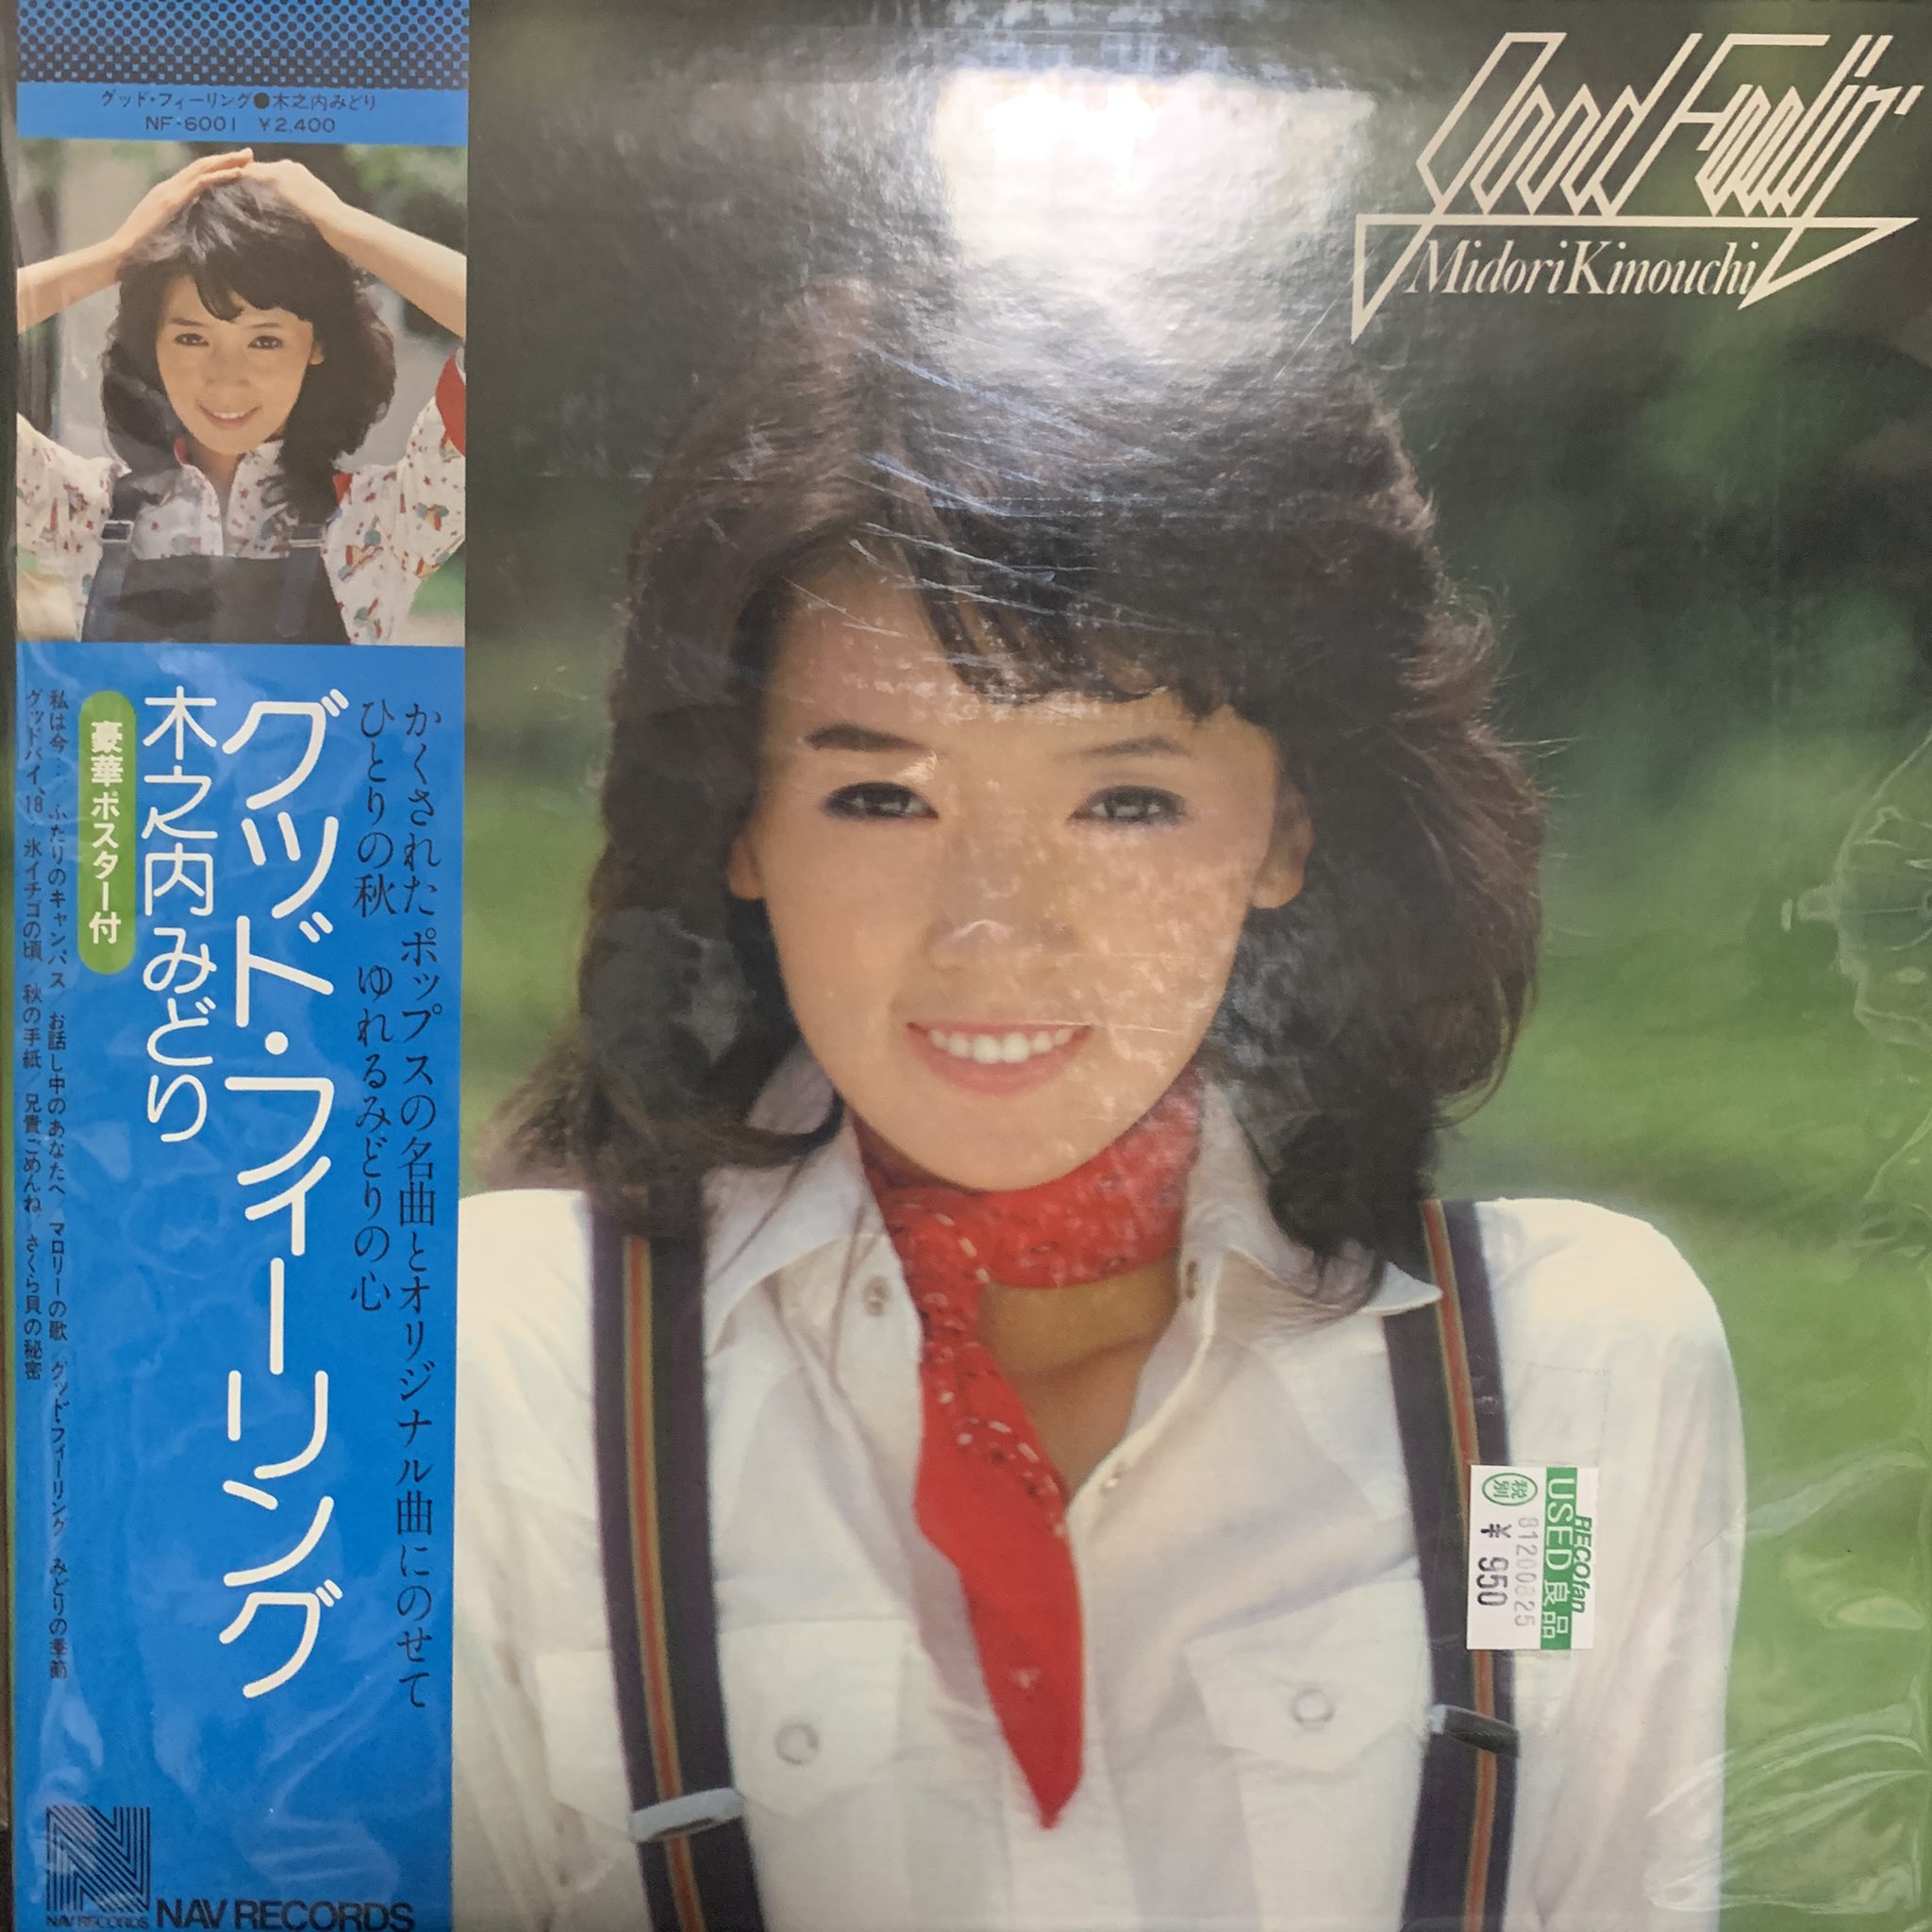 グッド・フィーリング●木之内みどり
NF-6001 ¥2.400
Good Feelin'
Midori Kinouchi
かくされたポップスの名曲とオリジナル曲にのせて
ひとりの秋 ゆれるみどりの心
グッド・フィーリング
木之内みどり
豪華ポスター付
私は今…／ふたりのキャンパス／お話し中のあなたへ／マロリーの歌／グッド・フィーリング／みどりの季節
グッドバイ、18／氷イチゴの頃／秋の手紙／兄貴ごめんね／さくら貝の秘密
RECOfan
USED 良品
81200825
税別
¥ 950
NAV RECORDS
NAV RECORDS